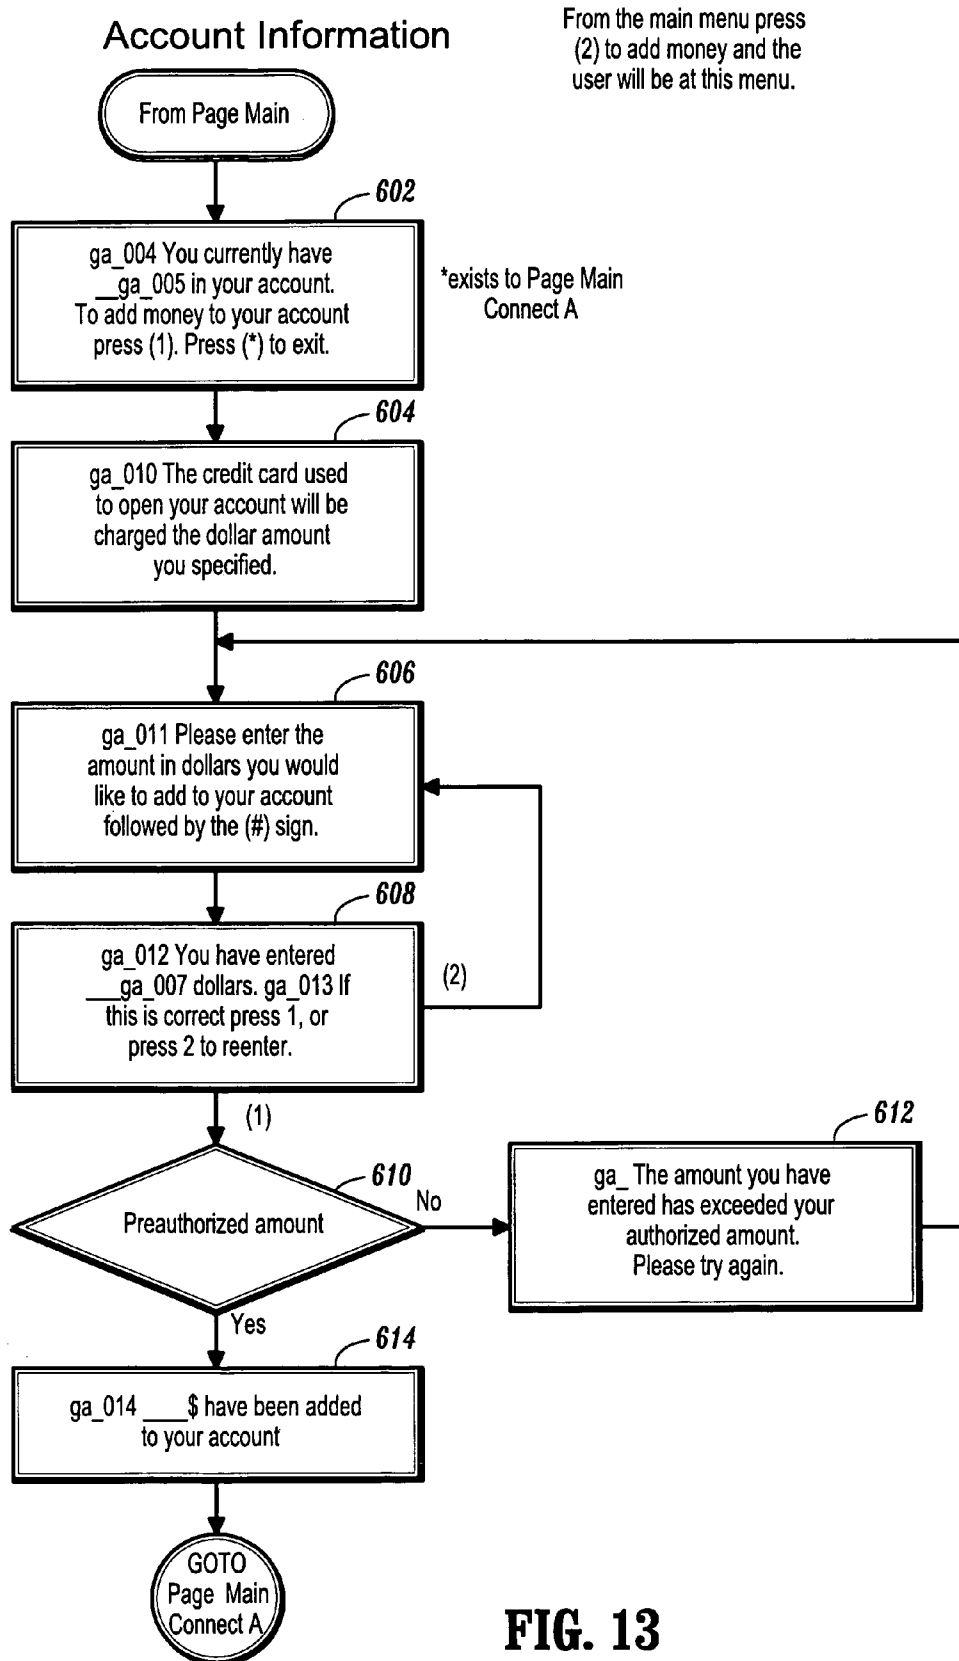 Account Information
From the main menu press
(2) to add money and the
user will be at this menu.
From Page Main
602
ga_004 You currently have
__ga_005 in your account.
To add money to your account
press (1). Press (*) to exit.
*exists to Page Main
Connect A
604
ga_010 The credit card used
to open your account will be
charged the dollar amount
you specified.
606
ga_011 Please enter the
amount in dollars you would
like to add to your account
followed by the (#) sign.
608
ga_012 You have entered
___ga_007 dollars. ga_013 If
this is correct press 1, or
press 2 to reenter.
(2)
(1)
610
Preauthorized amount
No
612
ga_ The amount you have
entered has exceeded your
authorized amount.
Please try again.
Yes
614
ga_014 ____$ have been added
to your account
GOTO
Page Main
Connect A
FIG. 13